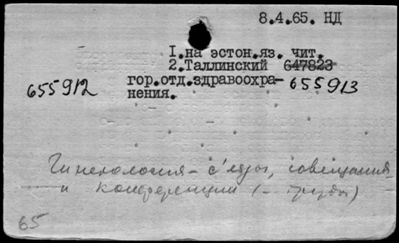 8.4.65. НД
1.на эстон.яз. чит.
2.Таллинский 647823
655912 гор.отд.здравоохра- 655913
нения.
Гинекология - съезды, совещания
и конференции (- труды)
65